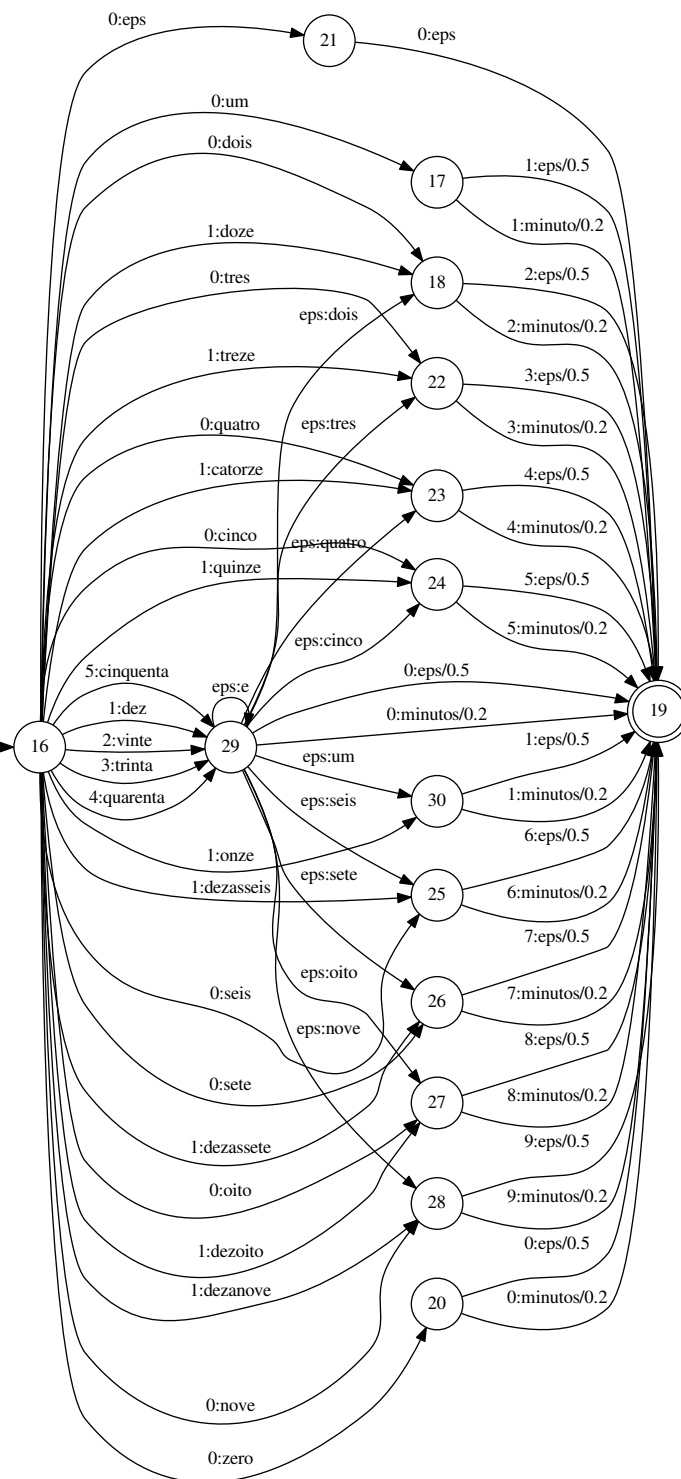 0:eps
21
0:eps
0:um
17
1:eps/0.5
0:dois
1:minuto/0.2
1:doze
18
2:eps/0.5
0:tres
eps:dois
2:minutos/0.2
1:treze
22
3:eps/0.5
0:quatro
eps:tres
3:minutos/0.2
1:catorze
23
4:eps/0.5
0:cinco
eps:quatro
4:minutos/0.2
1:quinze
24
5:eps/0.5
5:cinquenta
eps:e
eps:cinco
5:minutos/0.2
0:eps/0.5
1:dez
0:minutos/0.2
19
16
2:vinte
29
3:trinta
eps:um
1:eps/0.5
4:quarenta
eps:seis
30
1:minutos/0.2
1:onze
6:eps/0.5
1:dezasseis
eps:sete
25
6:minutos/0.2
7:eps/0.5
0:seis
eps:oito
26
7:minutos/0.2
eps:nove
8:eps/0.5
0:sete
27
8:minutos/0.2
1:dezassete
9:eps/0.5
0:oito
28
9:minutos/0.2
1:dezoito
0:eps/0.5
1:dezanove
20
0:minutos/0.2
0:nove
0:zero